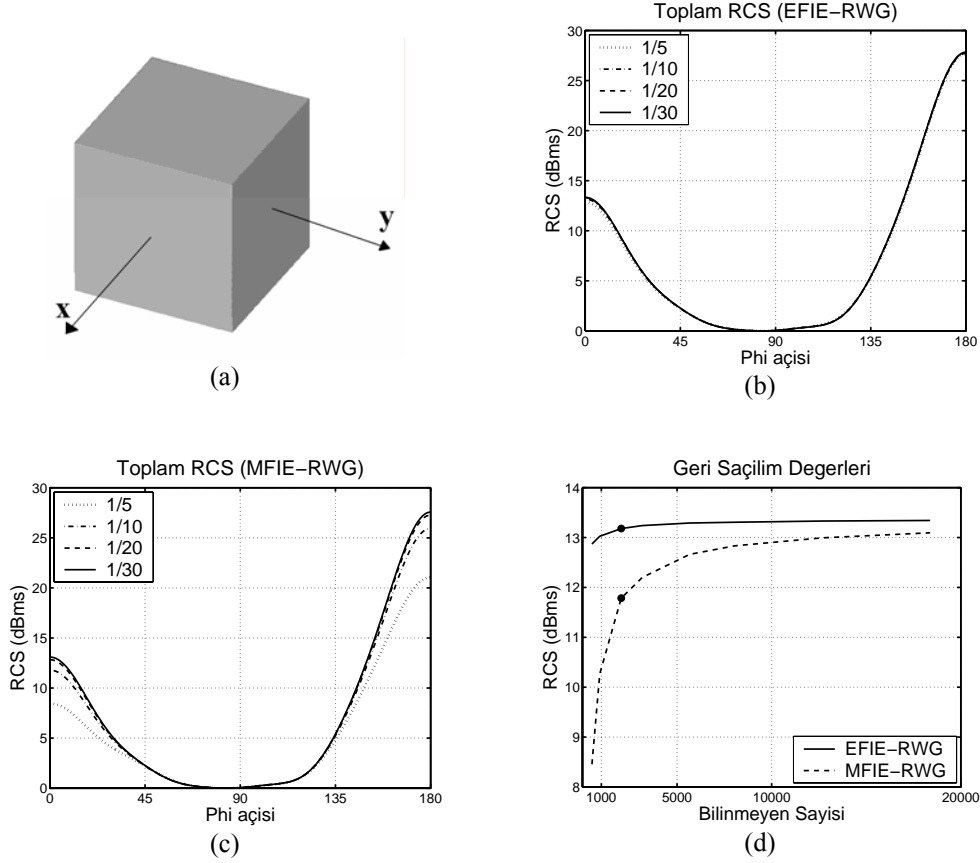 x
y
(a)
Toplam RCS (EFIE−RWG)
1/5
1/10
1/20
1/30
RCS (dBms)
30
25
20
15
10
5
0
0 45 90 135 180
Phi açisi
(b)
Toplam RCS (MFIE−RWG)
1/5
1/10
1/20
1/30
RCS (dBms)
30
25
20
15
10
5
0
0 45 90 135 180
Phi açisi
(c)
Geri Saçilim Degerleri
RCS (dBms)
14
13
12
11
10
9
8
EFIE−RWG
MFIE−RWG
1000 5000 10000 20000
Bilinmeyen Sayisi
(d)